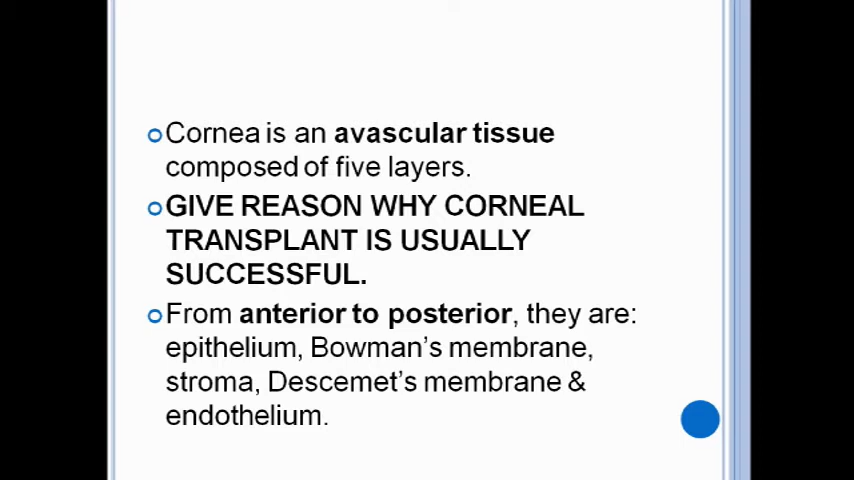 Cornea is an avascular tissue
composed of five layers.
GIVE REASON WHY CORNEAL
TRANSPLANT IS USUALLY
SUCCESSFUL.
From anterior to posterior, they are:
epithelium, Bowman’s membrane,
stroma, Descemet’s membrane &
endothelium.